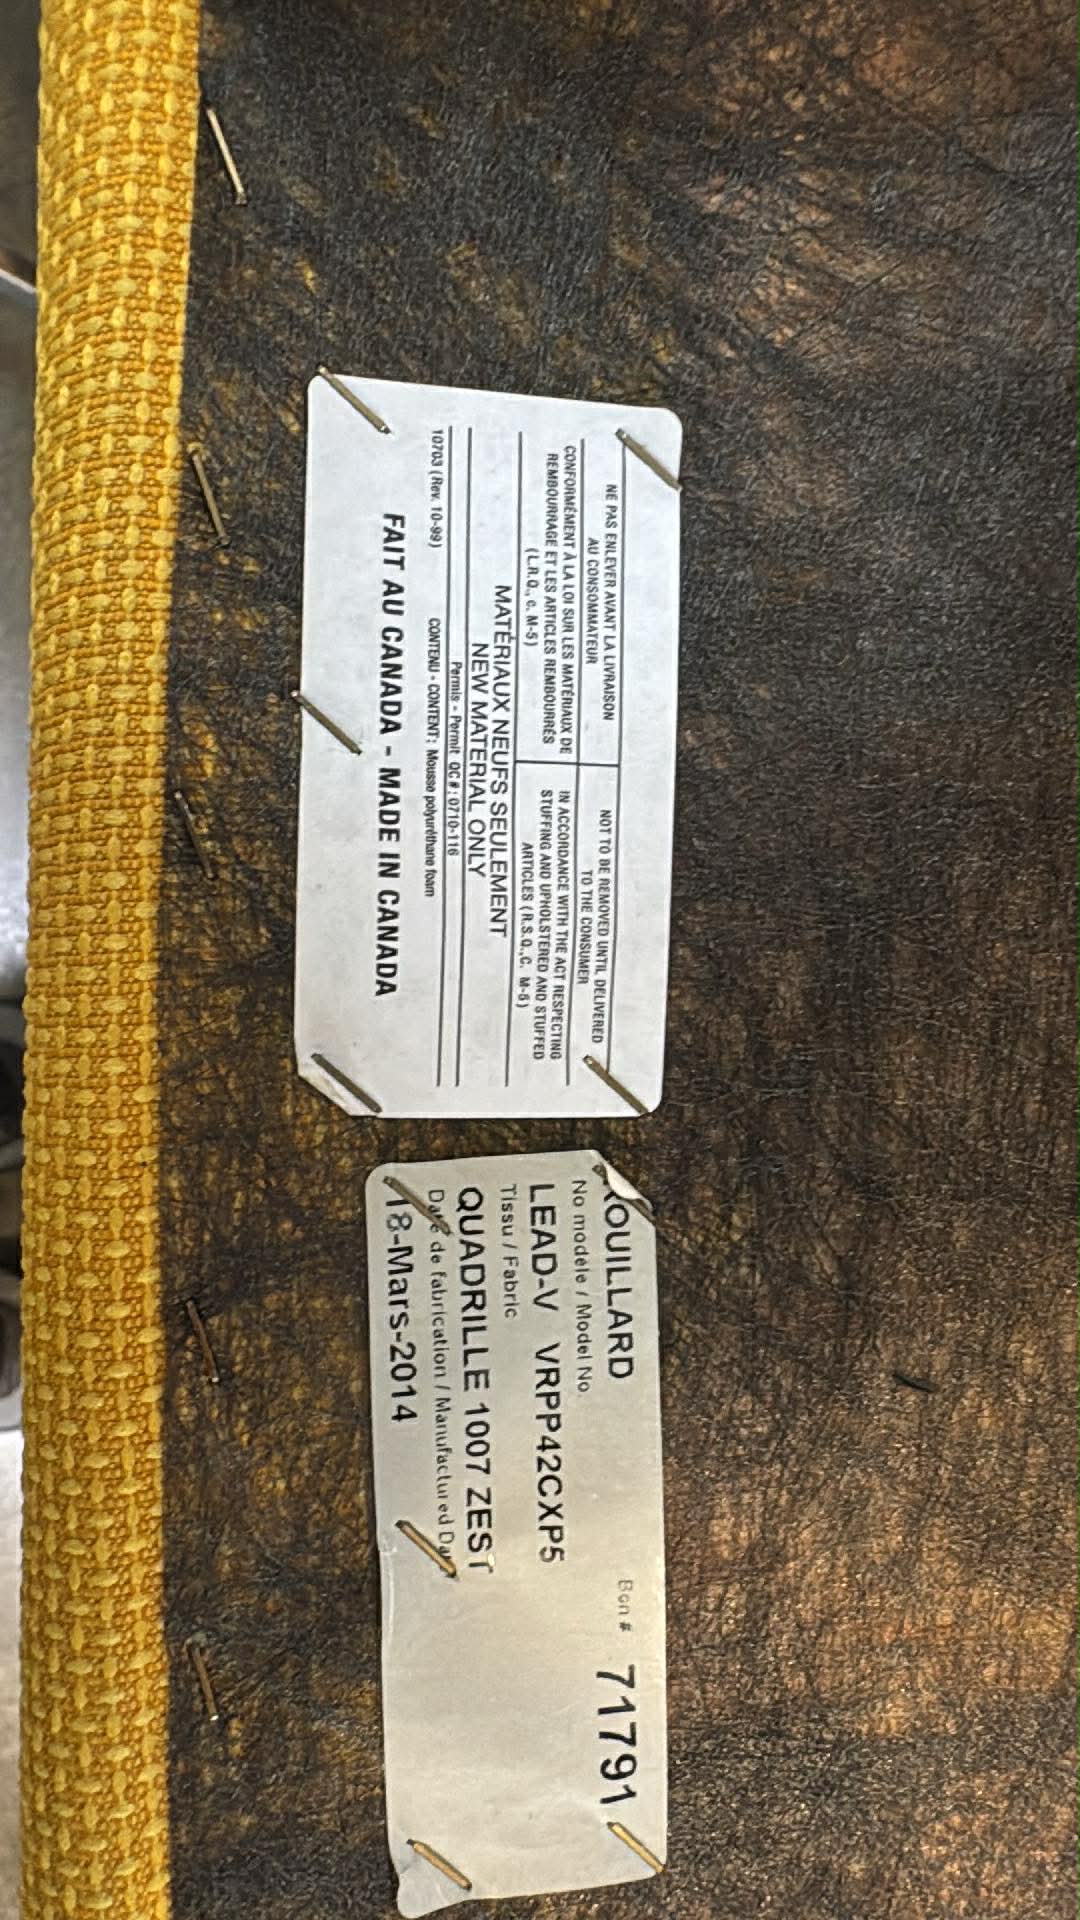 NE PAS ENLEVER AVANT LA LIVRAISON
AU CONSOMMATEUR
NOT TO BE REMOVED UNTIL DELIVERED
TO THE CONSUMER
CONFORMÉMENT À LA LOI SUR LES MATÉRIAUX DE
REMBOURRAGE ET LES ARTICLES REMBOURRÉS
(L.R.Q., c. M-5)
IN ACCORDANCE WITH THE ACT RESPECTING
STUFFING AND UPHOLSTERED AND STUFFED
ARTICLES (R.S.Q.,C. M-5)
MATÉRIAUX NEUFS SEULEMENT
NEW MATERIAL ONLY
Permis - Permit QC# : 0710-116
10703 (Rev. 10-99) CONTENU - CONTENT: Mousse polyuréthane foam
FAIT AU CANADA - MADE IN CANADA
ROUILLARD Bon # 71791
No modèle / Model No.
LEAD-V VRPP42CXP5
Tissu / Fabric
QUADRILLE 1007 ZEST
Date de fabrication / Manufactured Date
18-Mars-2014